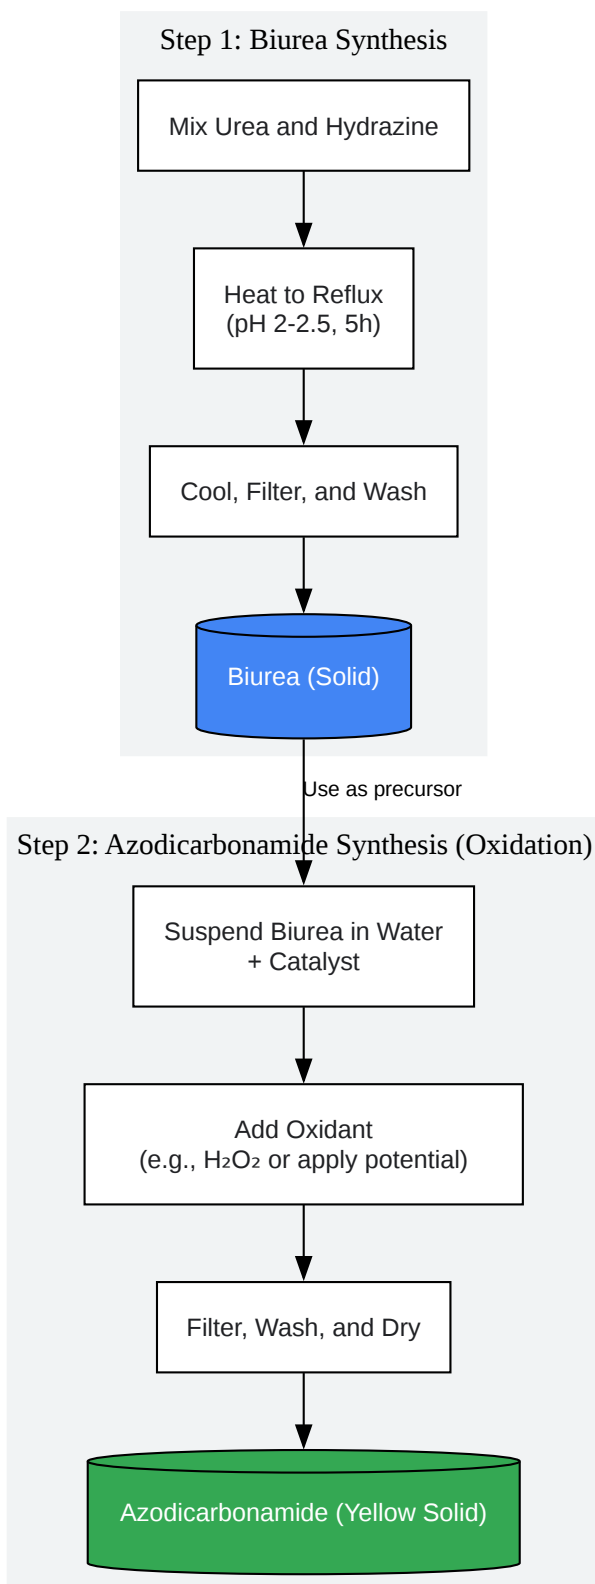 Step 1: Biurea Synthesis
Mix Urea and Hydrazine
Heat to Reflux
(pH 2-2.5, 5h)
Cool, Filter, and Wash
Biurea (Solid)
Use as precursor
Step 2: Azodicarbonamide Synthesis (Oxidation)
Suspend Biurea in Water
+ Catalyst
Add Oxidant
(e.g., H₂O₂ or apply potential)
Filter, Wash, and Dry
Azodicarbonamide (Yellow Solid)